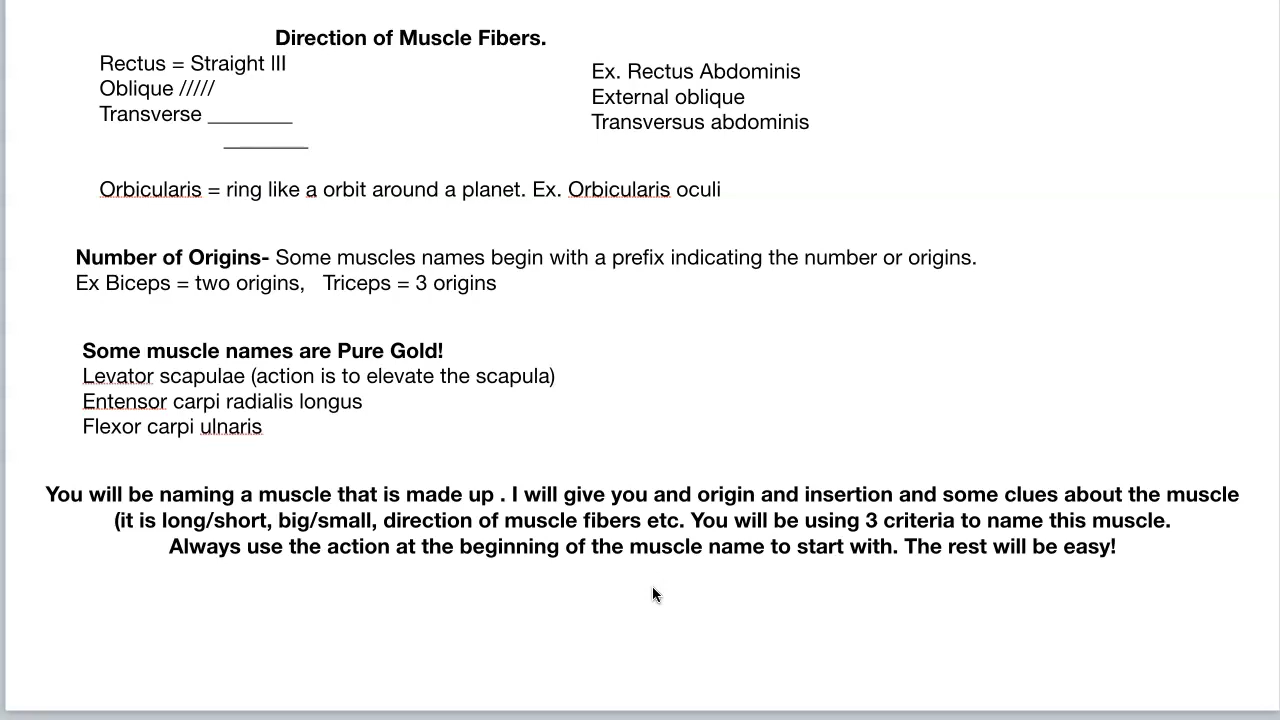 Direction of Muscle Fibers.
Rectus = Straight III
Oblique /////
Transverse ________
________
Ex. Rectus Abdominis
External oblique
Transversus abdominis
Orbicularis = ring like a orbit around a planet. Ex. Orbicularis oculi
Number of Origins- Some muscles names begin with a prefix indicating the number or origins.
Ex Biceps = two origins, Triceps = 3 origins
Some muscle names are Pure Gold!
Levator scapulae (action is to elevate the scapula)
Entensor carpi radialis longus
Flexor carpi ulnaris
You will be naming a muscle that is made up . I will give you and origin and insertion and some clues about the muscle
(it is long/short, big/small, direction of muscle fibers etc. You will be using 3 criteria to name this muscle.
Always use the action at the beginning of the muscle name to start with. The rest will be easy!